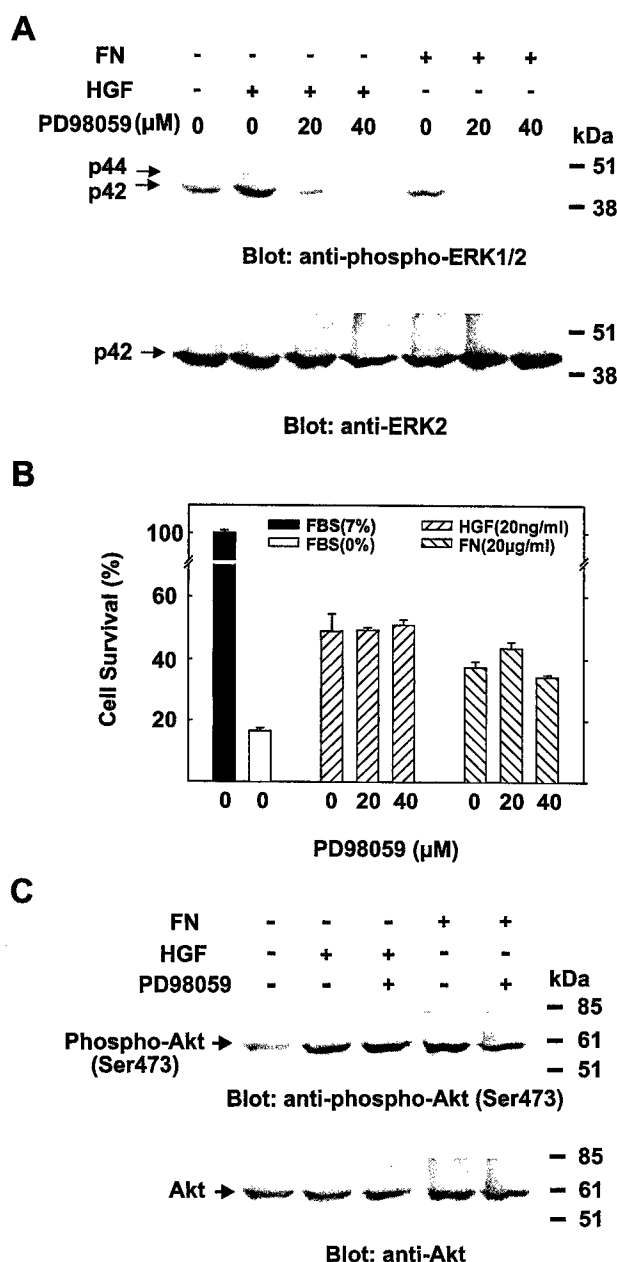 A
FN - - - - + + +
HGF - + + + - - -
PD98059 (µM) 0 0 20 40 0 20 40 kDa
p44
p42
51
38
Blot: anti-phospho-ERK1/2
p42
51
38
Blot: anti-ERK2
B
FBS(7%) HGF(20ng/ml)
FBS(0%) FN(20µg/ml)
Cell Survival (%)
100
60
40
20
0 0 0 20 40 0 20 40
PD98059 (µM)
C
FN - - - + +
HGF - + + - -
PD98059 - - + - + kDa
85
Phospho-Akt 61
(Ser473) 51
Blot: anti-phospho-Akt (Ser473)
85
Akt 61
51
Blot: anti-Akt